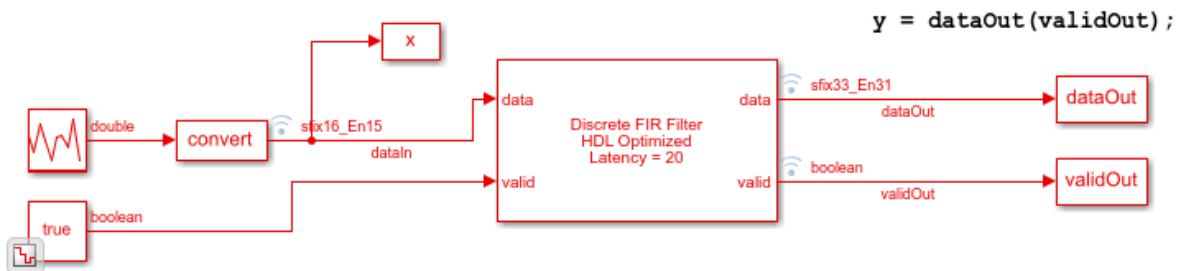 y = dataOut(validOut);
x
double
convert
sfix16_En15
dataIn
true
boolean
data
valid
Discrete FIR Filter
HDL Optimized
Latency = 20
data
valid
sfix33_En31
dataOut
boolean
validOut
dataOut
validOut